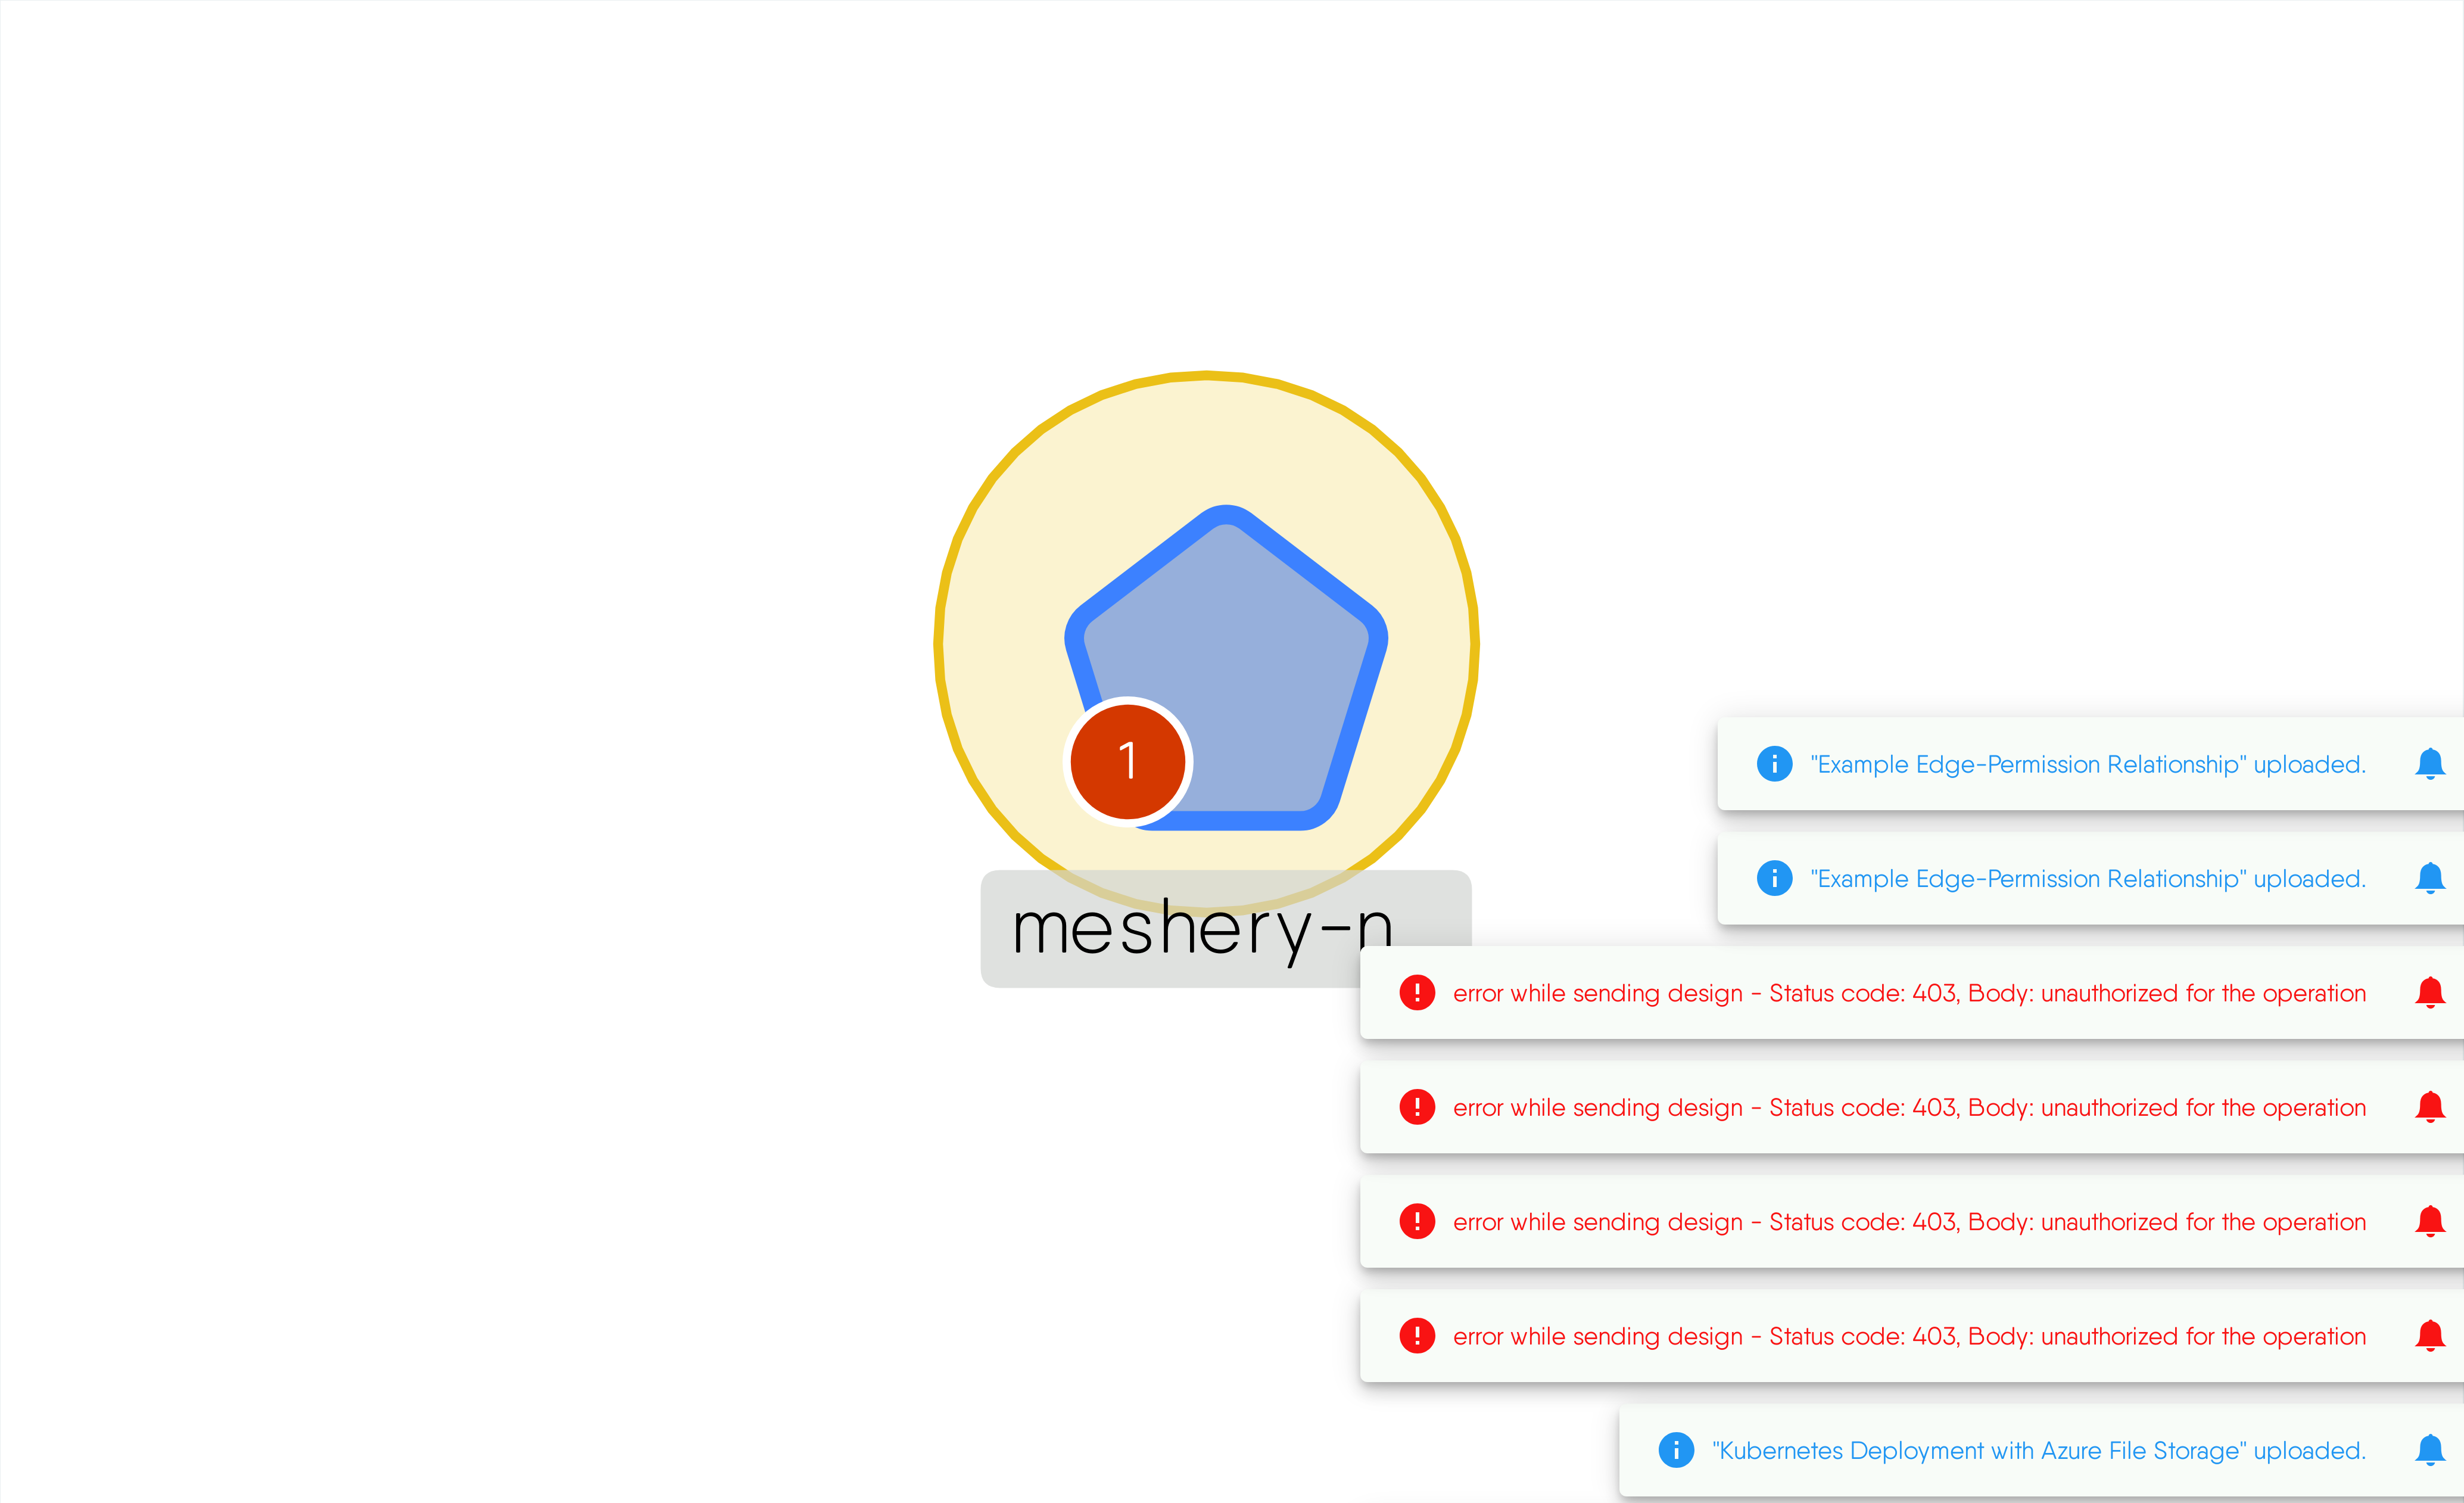 1
"Example Edge-Permission Relationship" uploaded.
"Example Edge-Permission Relationship" uploaded.
meshery-n
error while sending design - Status code: 403, Body: unauthorized for the operation
error while sending design - Status code: 403, Body: unauthorized for the operation
error while sending design - Status code: 403, Body: unauthorized for the operation
error while sending design - Status code: 403, Body: unauthorized for the operation
"Kubernetes Deployment with Azure File Storage" uploaded.